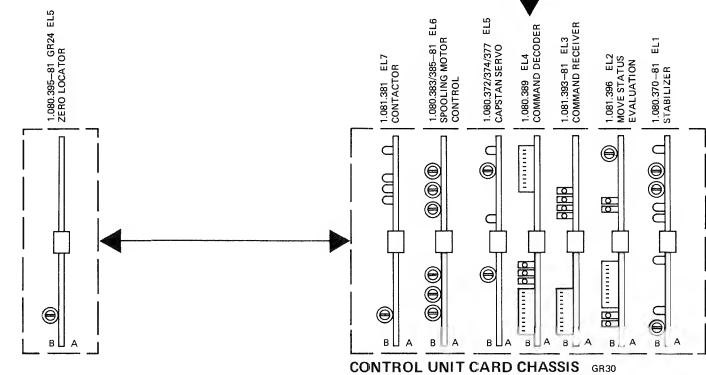 1.080.395–81 GR24 EL5
ZERO LOCATOR
1.081.381 EL7
CONTACTOR
1.080.383/385–81 EL6
SPOOLING MOTOR
CONTROL
1.080.372/374/377 EL5
CAPSTAN SERVO
1.080.389 EL4
COMMAND DECODER
1.081.393–81 EL3
COMMAND RECEIVER
1.081.396 EL2
MOVE STATUS
EVALUATION
1.080.370–81 EL1
STABILIZER
B A
B A
B A
B A
B A
B A
B A
B A
CONTROL UNIT CARD CHASSIS GR30